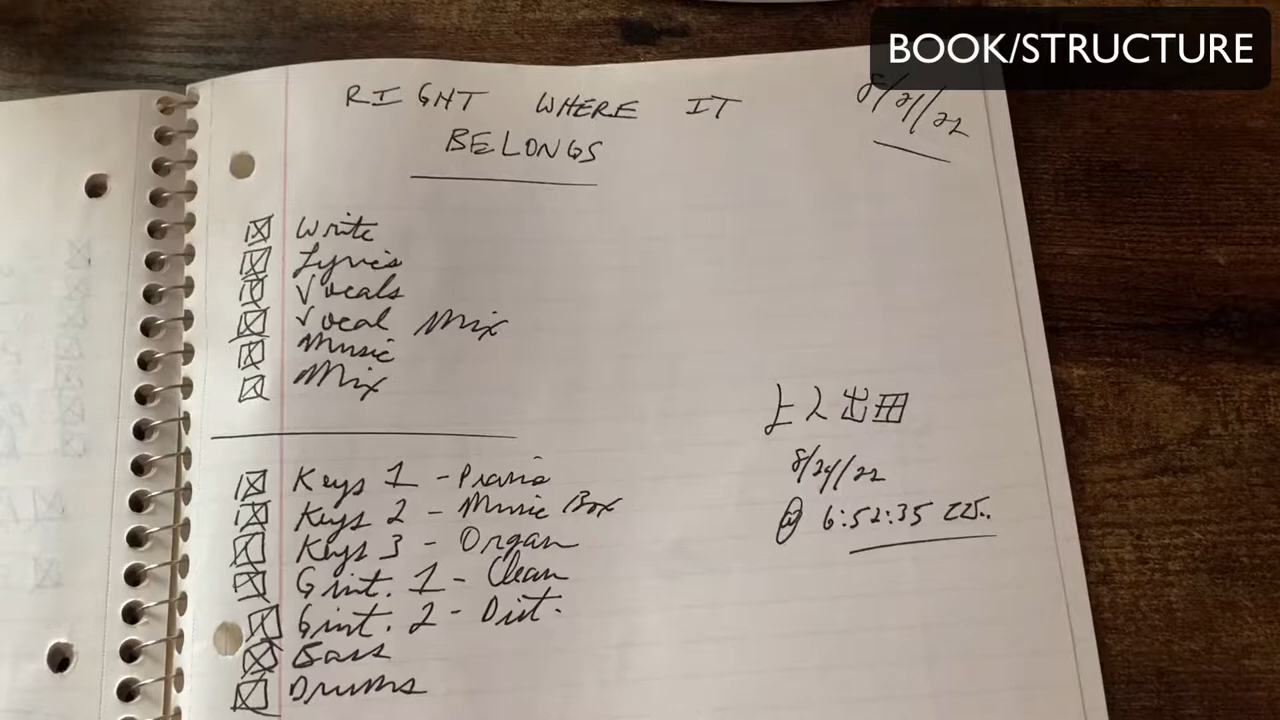 BOOK/STRUCTURE
RIGHT WHERE IT
BELONGS
8/21/22
Write
Lyrics
Vocals
Vocal Mix
Music
Mix
Keys 1 - Piano
Keys 2 - Music Box
Keys 3 - Organ
Guit. 1 - Clean
Guit. 2 - Dist.
Bass
Drums
8/24/22
@ 6:52:35